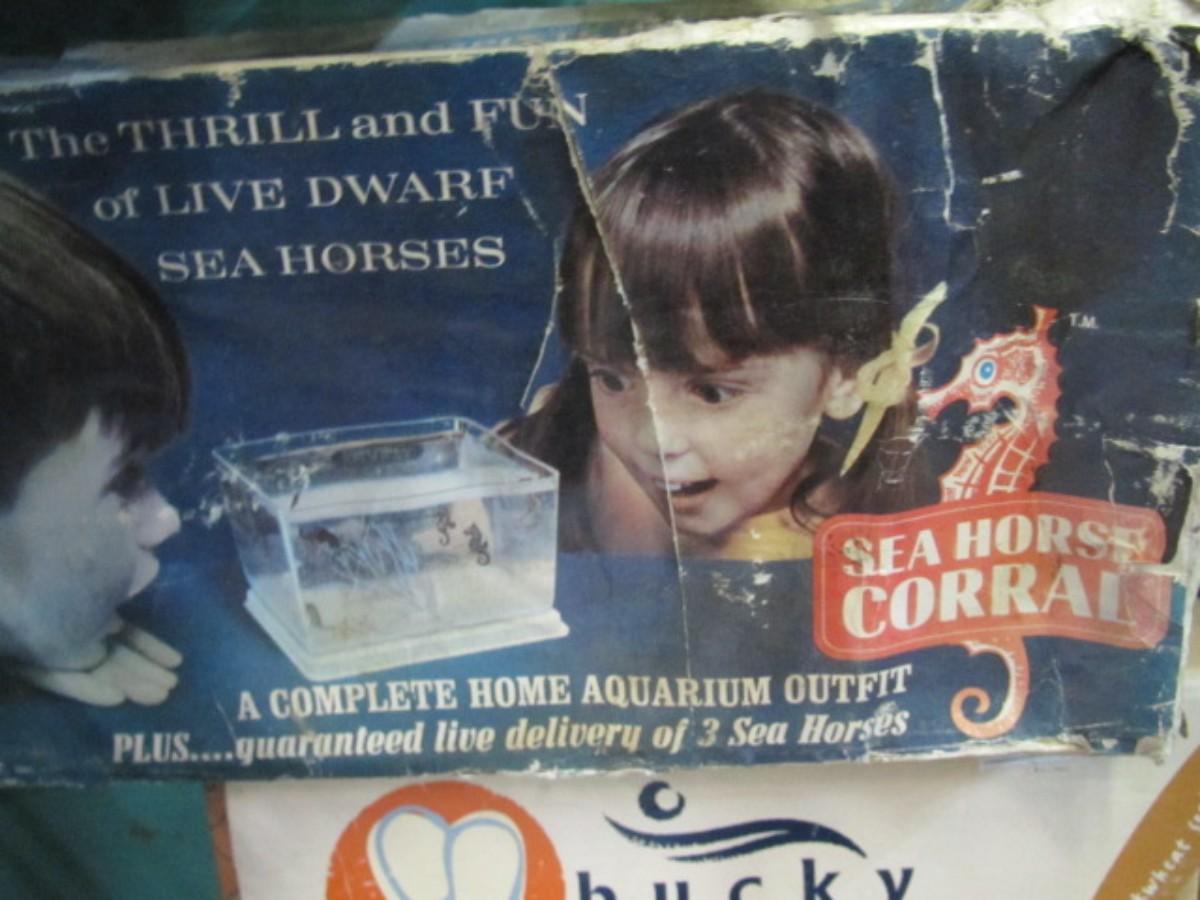 The THRILL and FUN
of LIVE DWARF
SEA HORSES
T.M.
SEA HORSE
CORRAL
A COMPLETE HOME AQUARIUM OUTFIT
PLUS....guaranteed live delivery of 3 Sea Horses
bucky